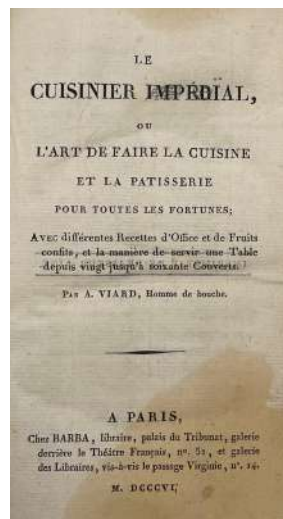 LE
CUISINIER IMPÉRIAL,
OU
L'ART DE FAIRE LA CUISINE
ET LA PATISSERIE
POUR TOUTES LES FORTUNES;
AVEC différentes Recettes d'Office et de Fruits
confits, et la manière de servir une Table
depuis vingt jusqu'à soixante Couverts.
PAR A. VIARD, Homme de bouche.
A PARIS,
Chez BARBA, libraire, palais du Tribunat, galerie
derrière le Théâtre Français, n°. 51, et galerie
des Libraires, vis-à-vis le passage Virginie, n°. 14.
M. DCCCVI.